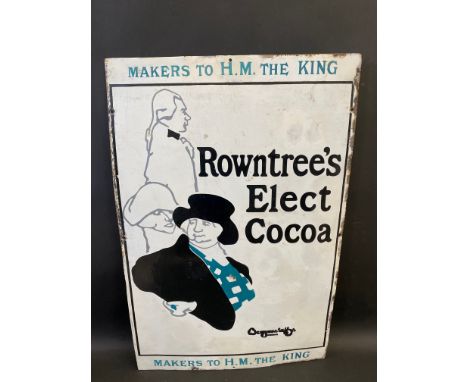 MAKERS TO H.M. THE KING
Rowntree's
Elect
Cocoa
MAKERS TO H.M. THE KING